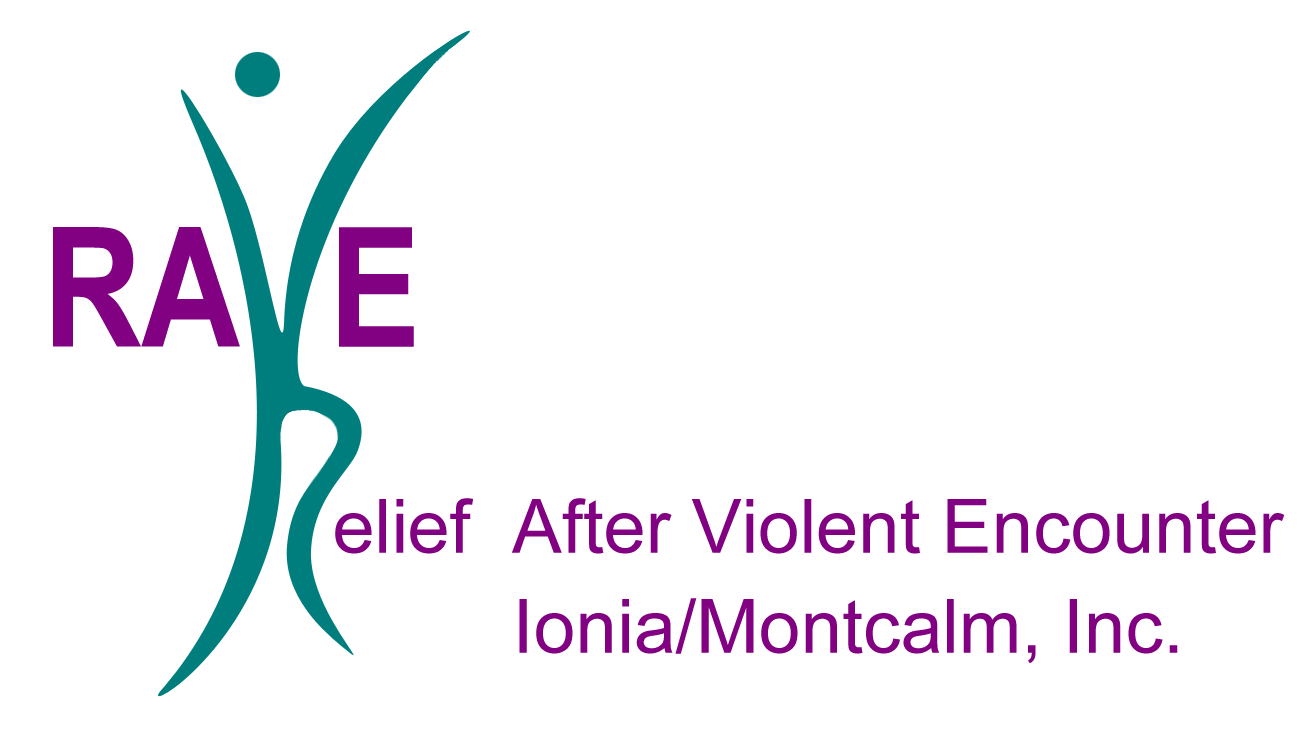 RAVE
Relief After Violent Encounter
Ionia/Montcalm, Inc.